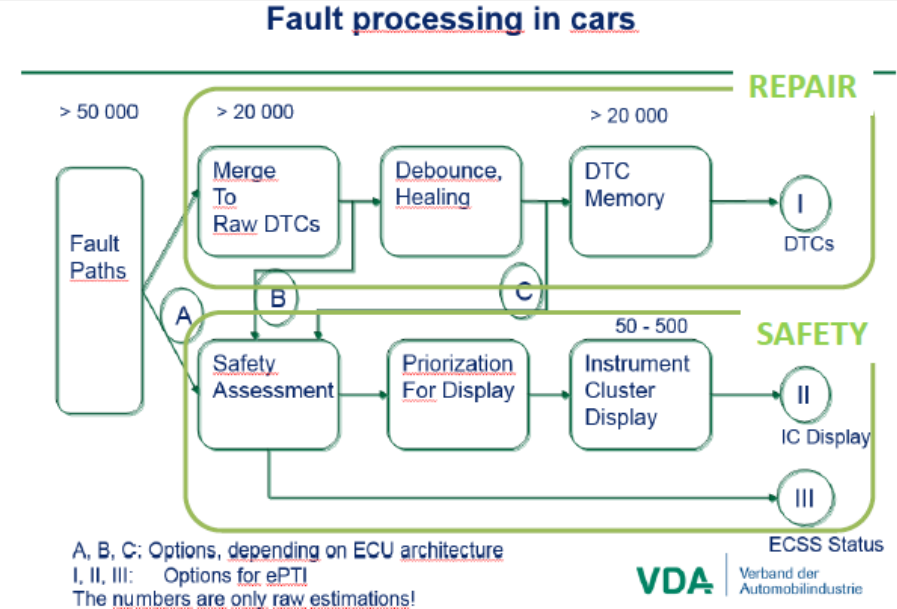 Fault processing in cars
REPAIR
> 50 000
> 20 000
> 20 000
Merge
To
Raw DTCs
Debounce,
Healing
DTC
Memory
I
DTCs
Fault
Paths
A
B
C
50 - 500
SAFETY
Safety
Assessment
Priorization
For Display
Instrument
Cluster
Display
II
IC Display
III
ECSS Status
A, B, C: Options, depending on ECU architecture
I, II, III: Options for ePTI
The numbers are only raw estimations!
VDA
Verband der
Automobilindustrie